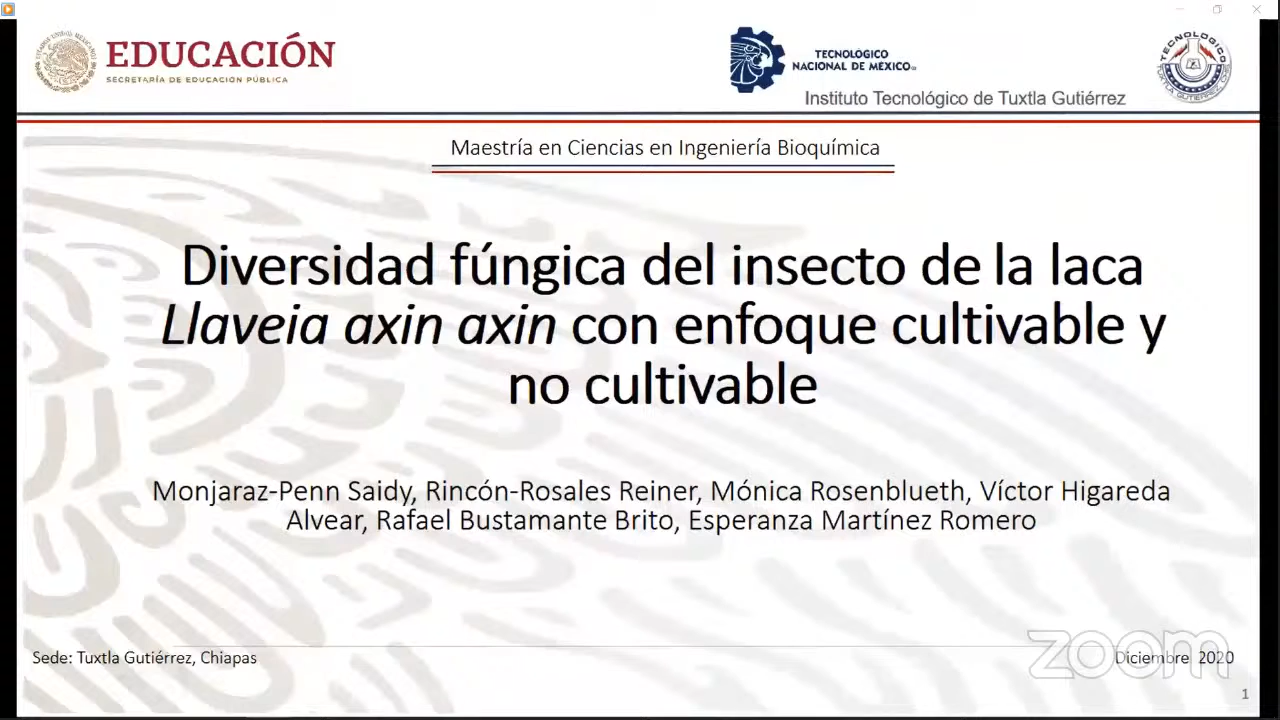 EDUCACIÓN
SECRETARÍA DE EDUCACIÓN PÚBLICA
TECNOLÓGICO
NACIONAL DE MÉXICO
Instituto Tecnológico de Tuxtla Gutiérrez
Maestría en Ciencias en Ingeniería Bioquímica
Diversidad fúngica del insecto de la laca
Llaveia axin axin con enfoque cultivable y
no cultivable
Monjaraz-Penn Saidy, Rincón-Rosales Reiner, Mónica Rosenblueth, Víctor Higareda
Alvear, Rafael Bustamante Brito, Esperanza Martínez Romero
Sede: Tuxtla Gutiérrez, Chiapas
zoom
Diciembre 2020
1